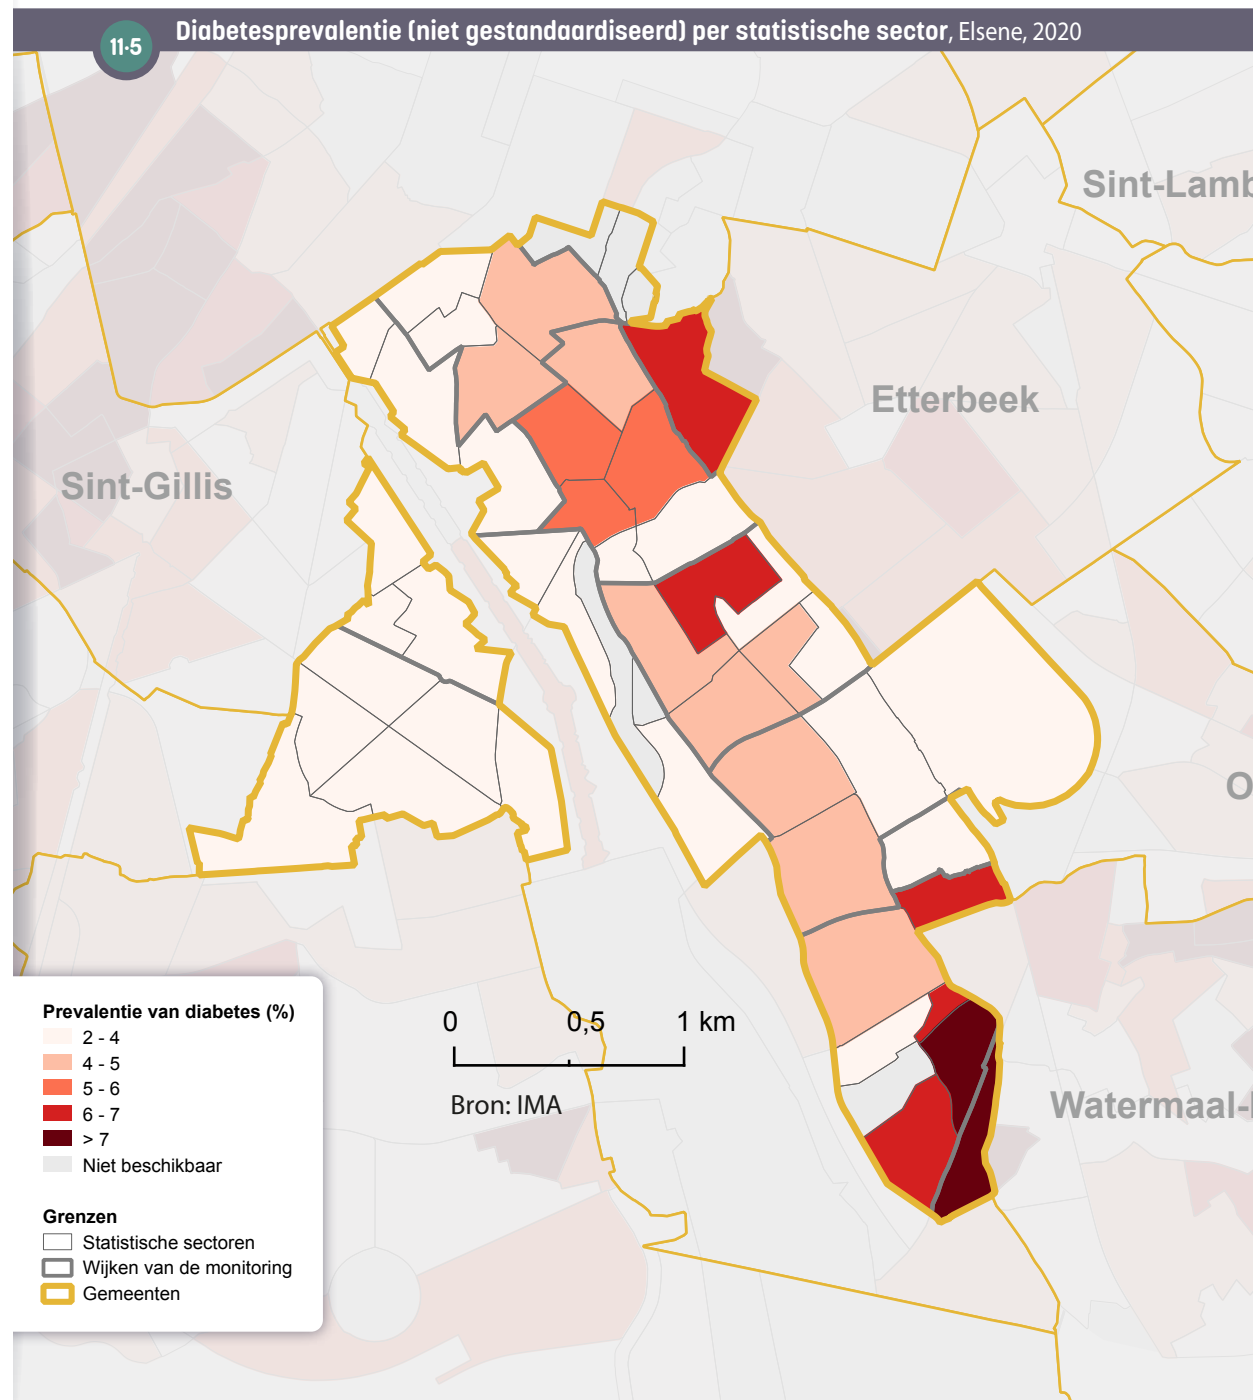 11·5
Diabetesprevalentie (niet gestandaardiseerd) per statistische sector, Elsene, 2020
Sint-Lamb
Etterbeek
Sint-Gillis
O
Watermaal-
0 0,5 1 km
Bron: IMA
Prevalentie van diabetes (%)
2 - 4
4 - 5
5 - 6
6 - 7
> 7
Niet beschikbaar
Grenzen
Statistische sectoren
Wijken van de monitoring
Gemeenten